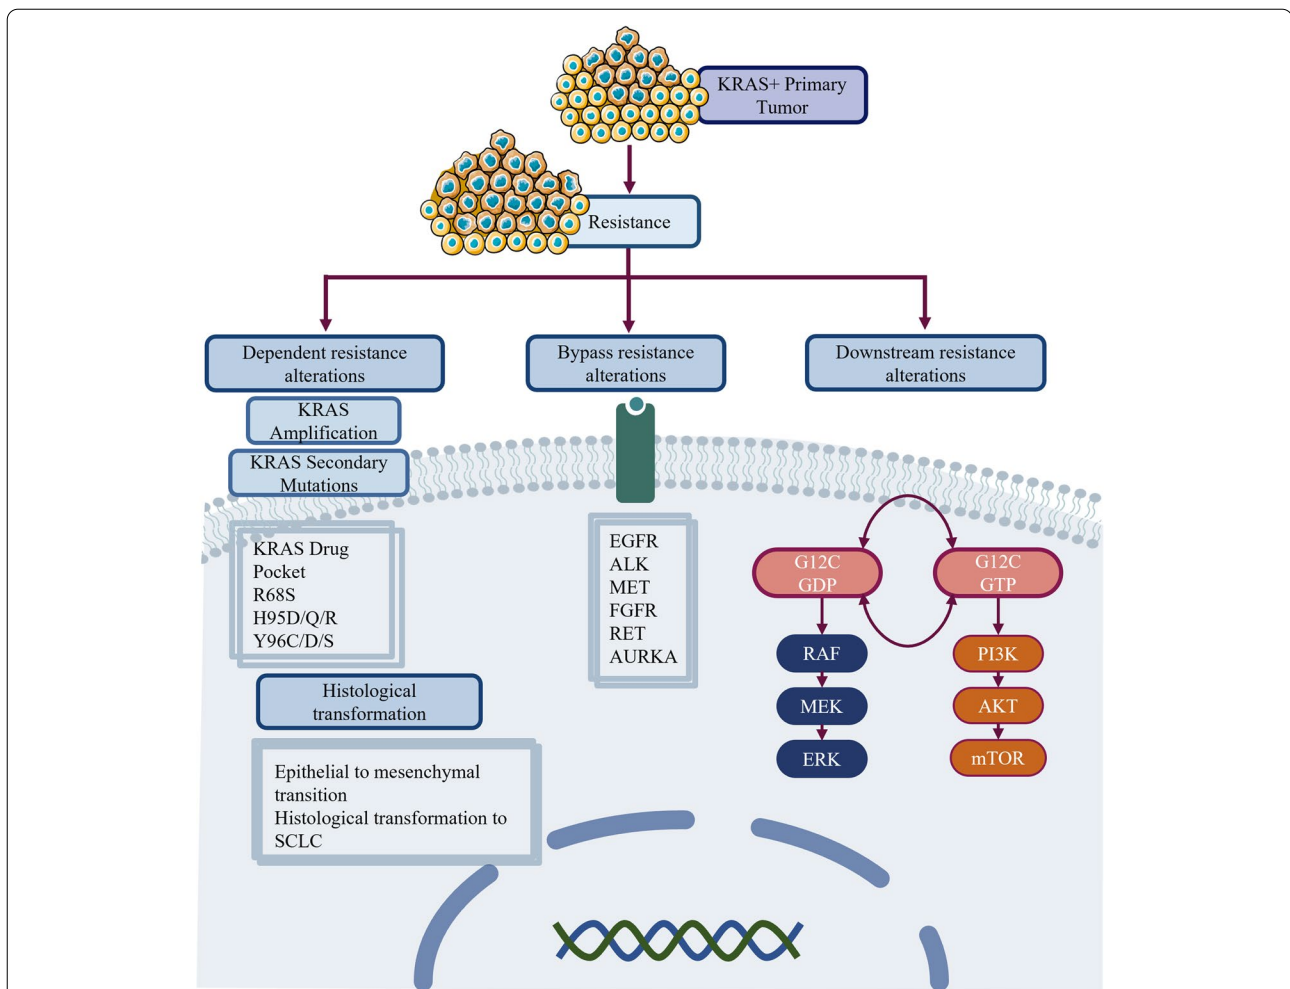 KRAS+ Primary
Tumor
Resistance
Dependent resistance
alterations
Bypass resistance
alterations
Downstream resistance
alterations
KRAS
Amplification
KRAS Secondary
Mutations
KRAS Drug
Pocket
R68S
H95D/Q/R
Y96C/D/S
Histological
transformation
Epithelial to mesenchymal
transition
Histological transformation to
SCLC
EGFR
ALK
MET
FGFR
RET
AURKA
G12C
GDP
G12C
GTP
RAF
MEK
ERK
PI3K
AKT
mTOR